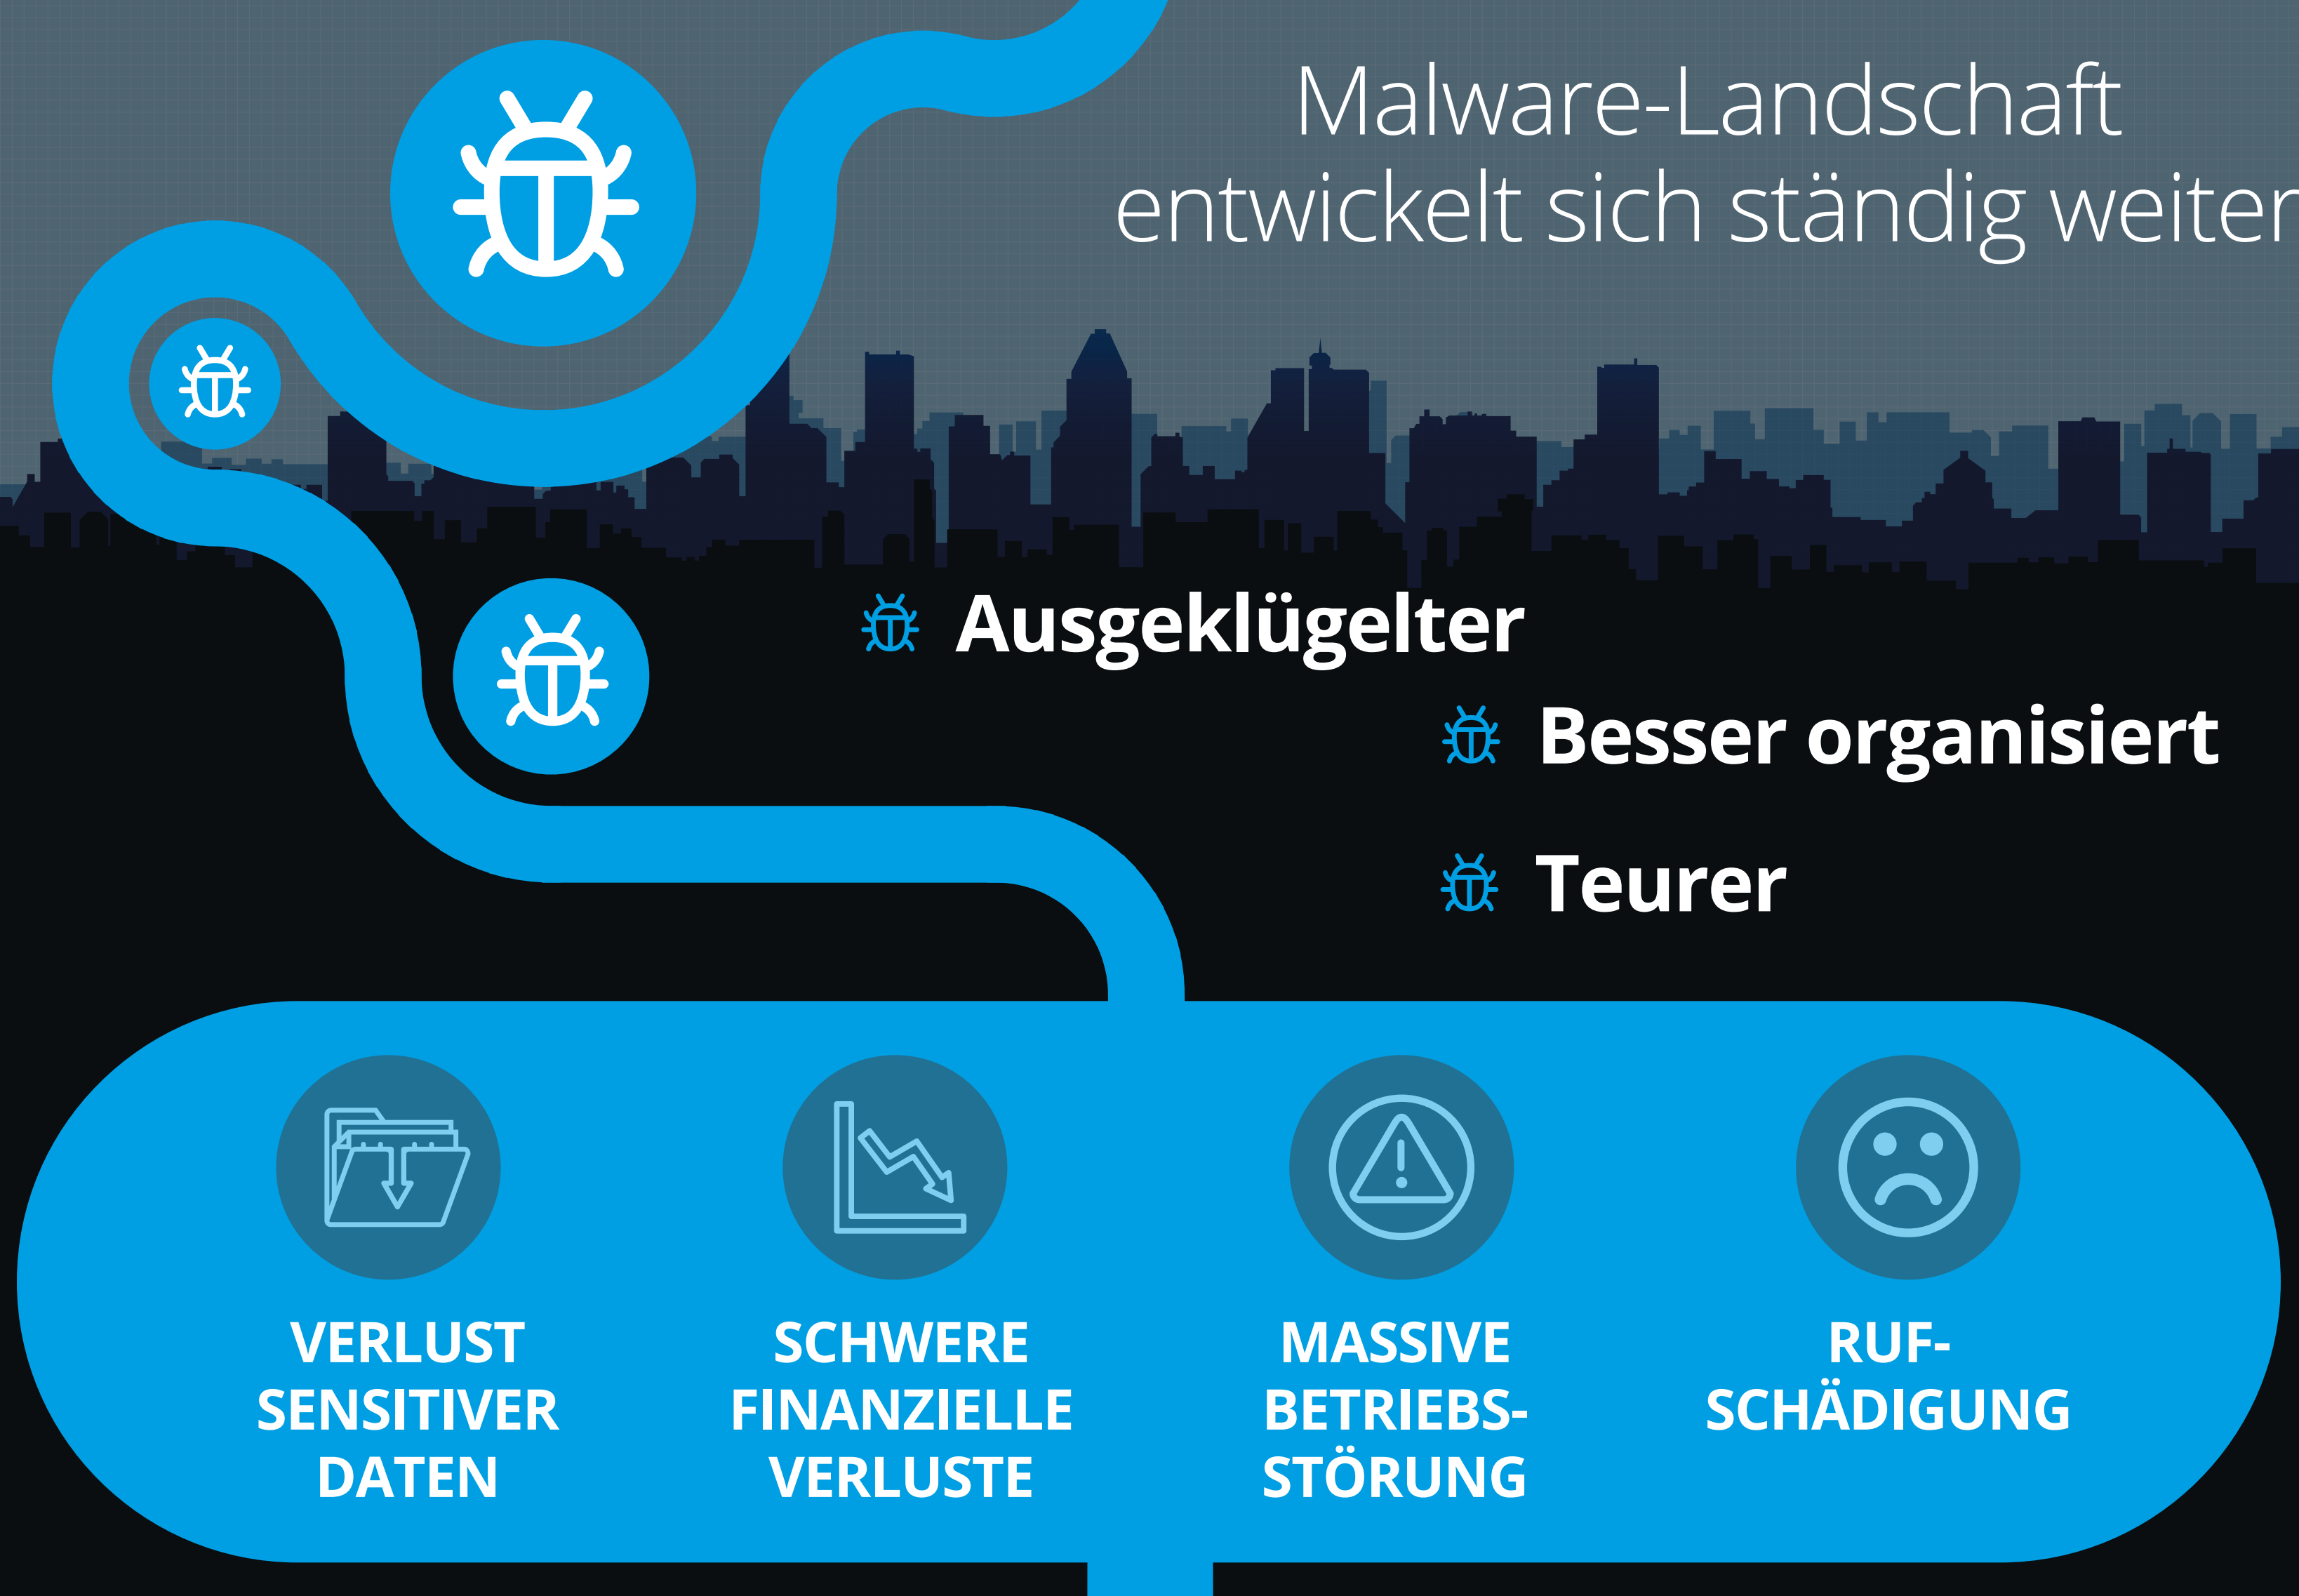 Malware-Landschaft
entwickelt sich ständig weiter
Ausgeklügelter
Besser organisiert
Teurer
VERLUST
SENSITIVER
DATEN
SCHWERE
FINANZIELLE
VERLUSTE
MASSIVE
BETRIEBS-
STÖRUNG
RUF-
SCHÄDIGUNG